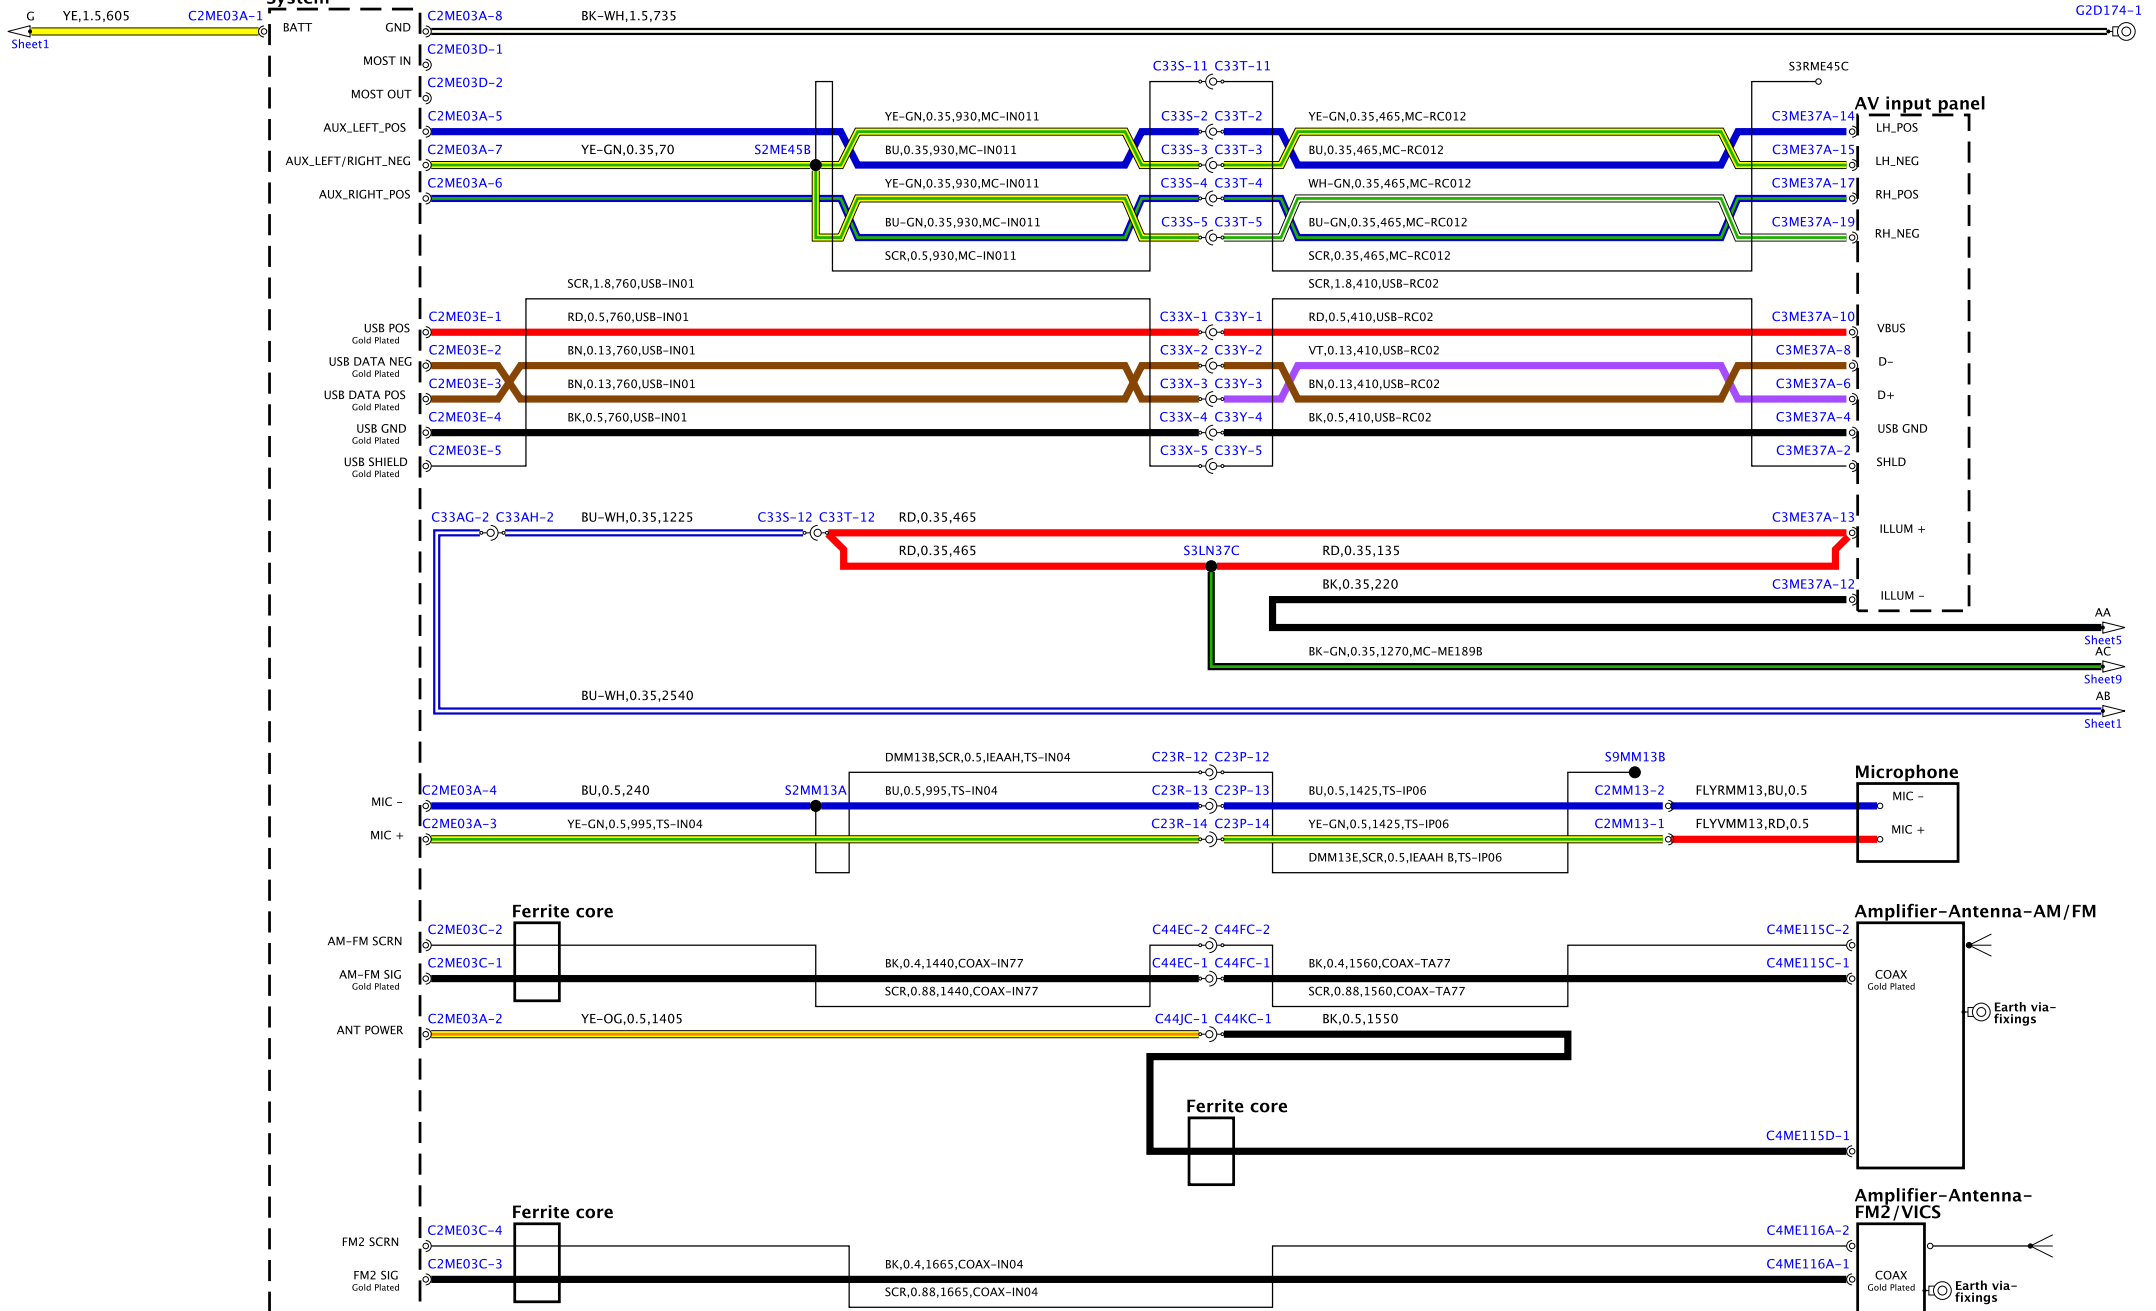 System
G
YE,1.5,605
C2ME03A-1
Sheet1
BATT
GND
C2ME03A-8
BK-WH,1.5,735
G2D174-1
C2ME03D-1
MOST IN
C2ME03D-2
MOST OUT
C33S-11 C33T-11
S3RME45C
AV input panel
C2ME03A-5
AUX_LEFT_POS
YE-GN,0.35,930,MC-IN011
C33S-2 C33T-2
YE-GN,0.35,465,MC-RC012
C3ME37A-14
LH_POS
C2ME03A-7
AUX_LEFT/RIGHT_NEG
YE-GN,0.35,70
S2ME45B
BU,0.35,930,MC-IN011
C33S-3 C33T-3
BU,0.35,465,MC-RC012
C3ME37A-15
LH_NEG
C2ME03A-6
AUX_RIGHT_POS
YE-GN,0.35,930,MC-IN011
C33S-4 C33T-4
WH-GN,0.35,465,MC-RC012
C3ME37A-17
RH_POS
BU-GN,0.35,930,MC-IN011
C33S-5 C33T-5
BU-GN,0.35,465,MC-RC012
C3ME37A-19
RH_NEG
SCR,0.5,930,MC-IN011
SCR,0.35,465,MC-RC012
SCR,1.8,760,USB-IN01
SCR,1.8,410,USB-RC02
C2ME03E-1
USB POS
Gold Plated
RD,0.5,760,USB-IN01
C33X-1 C33Y-1
RD,0.5,410,USB-RC02
C3ME37A-10
VBUS
C2ME03E-2
USB DATA NEG
Gold Plated
BN,0.13,760,USB-IN01
C33X-2 C33Y-2
VT,0.13,410,USB-RC02
C3ME37A-8
D-
C2ME03E-3
USB DATA POS
Gold Plated
BN,0.13,760,USB-IN01
C33X-3 C33Y-3
BN,0.13,410,USB-RC02
C3ME37A-6
D+
C2ME03E-4
USB GND
Gold Plated
BK,0.5,760,USB-IN01
C33X-4 C33Y-4
BK,0.5,410,USB-RC02
C3ME37A-4
USB GND
C2ME03E-5
USB SHIELD
Gold Plated
C33X-5 C33Y-5
C3ME37A-2
SHLD
C33AG-2 C33AH-2
BU-WH,0.35,1225
C33S-12 C33T-12
RD,0.35,465
C3ME37A-13
ILLUM +
RD,0.35,465
S3LN37C
RD,0.35,135
BK,0.35,220
C3ME37A-12
ILLUM -
AA
Sheet5
BK-GN,0.35,1270,MC-ME189B
AC
Sheet9
BU-WH,0.35,2540
AB
Sheet1
DMM13B,SCR,0.5,IEAAH,TS-IN04
C23R-12 C23P-12
S9MM13B
Microphone
C2ME03A-4
MIC -
BU,0.5,240
S2MM13A
BU,0.5,995,TS-IN04
C23R-13 C23P-13
BU,0.5,1425,TS-IP06
C2MM13-2
FLYRMM13,BU,0.5
MIC -
C2ME03A-3
MIC +
YE-GN,0.5,995,TS-IN04
C23R-14 C23P-14
YE-GN,0.5,1425,TS-IP06
C2MM13-1
FLYVMM13,RD,0.5
MIC +
DMM13E,SCR,0.5,IEAAH B,TS-IP06
Ferrite core
Amplifier-Antenna-AM/FM
C2ME03C-2
AM-FM SCRN
C44EC-2 C44FC-2
C4ME115C-2
C2ME03C-1
AM-FM SIG
Gold Plated
BK,0.4,1440,COAX-IN77
C44EC-1 C44FC-1
BK,0.4,1560,COAX-TA77
C4ME115C-1
COAX
Gold Plated
SCR,0.88,1440,COAX-IN77
SCR,0.88,1560,COAX-TA77
Earth via-
fixings
C2ME03A-2
ANT POWER
YE-OG,0.5,1405
C44JC-1 C44KC-1
BK,0.5,1550
Ferrite core
C4ME115D-1
Ferrite core
Amplifier-Antenna-
FM2/VICS
C2ME03C-4
FM2 SCRN
C4ME116A-2
C2ME03C-3
FM2 SIG
Gold Plated
BK,0.4,1665,COAX-IN04
C4ME116A-1
COAX
Gold Plated
SCR,0.88,1665,COAX-IN04
Earth via-
fixings